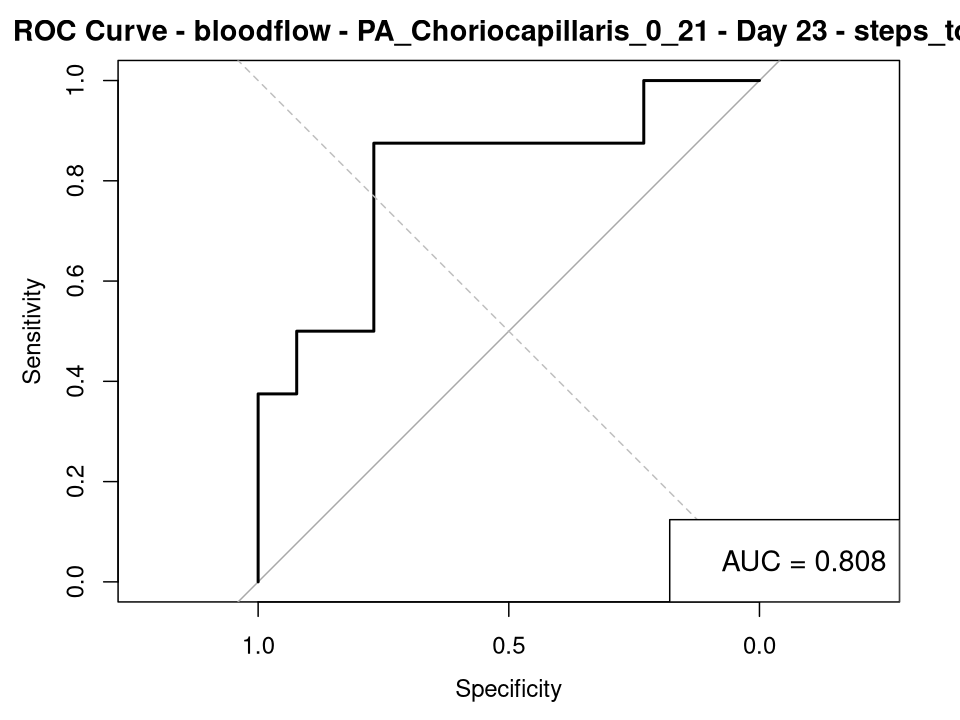 ROC Curve - bloodflow - PA_Choriocapillaris_0_21 - Day 23 - steps_to
1.0
0.8
0.6
0.4
0.2
0.0
Sensitivity
AUC = 0.808
1.0 0.5 0.0
Specificity